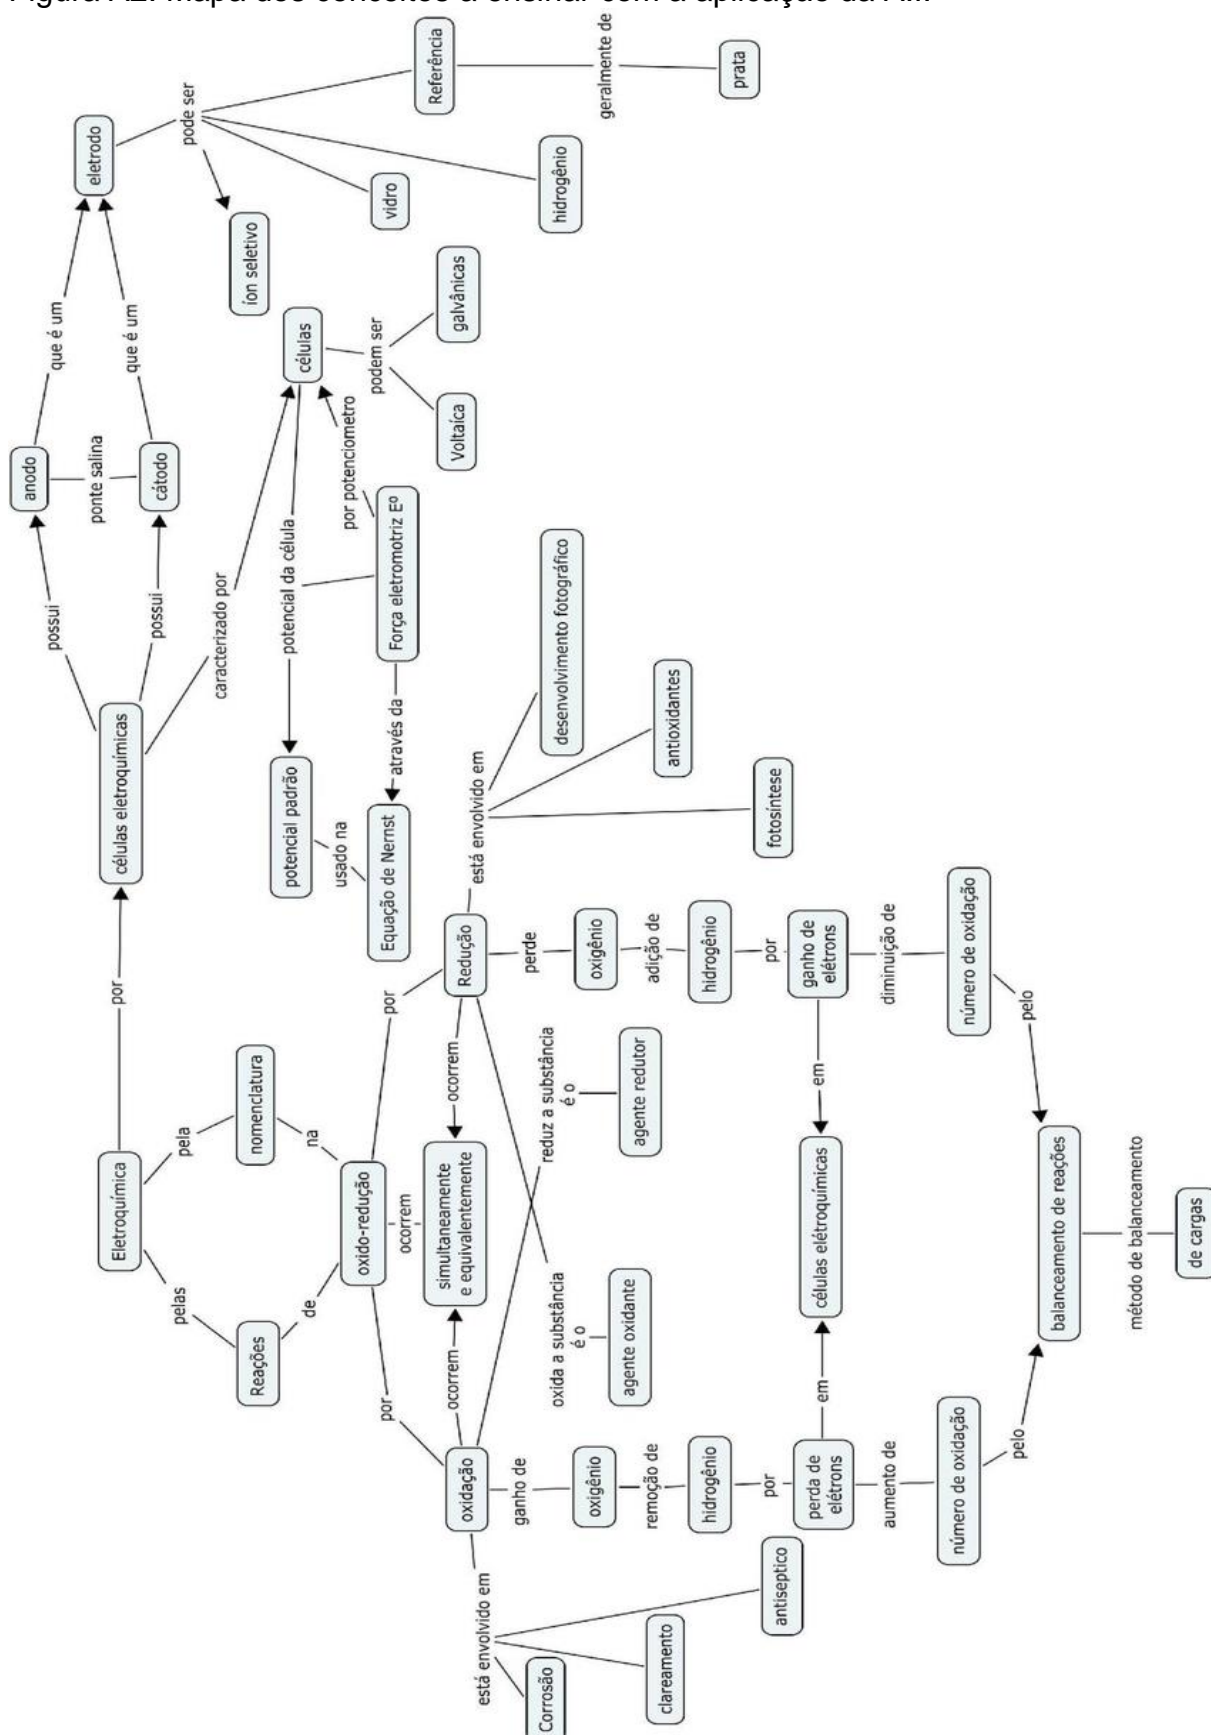 Figura A2: Mapa dos conceitos a ensinar com a aplicação da
Eletroquímica
por
células eletroquímicas
possui
anodo
que é um
ponte salina
possui
cátodo
que é um
eletrodo
pode ser
íon seletivo
vidro
hidrogênio
Referência
geralmente de
prata
caracterizado por
células
podem ser
Voltaíca
galvânicas
potencial da célula
por potenciometro
Força eletromotriz Eº
através da
potencial padrão
usado na
Equação de Nernst
pelas
Reações
de
pela
nomenclatura
na
oxido-redução
ocorrem
simultaneamente
e equivalentemente
por
oxidação
ocorrem
por
Redução
ocorrem
está envolvido em
Corrosão
clareamento
antiseptico
está envolvido em
desenvolvimento fotográfico
antioxidantes
fotosíntese
oxida a substância
é o
agente oxidante
reduz a substância
é o
agente redutor
ganho de
oxigênio
remoção de
hidrogênio
por
perda de
elétrons
aumento de
número de oxidação
pelo
perde
oxigênio
adição de
hidrogênio
por
ganho de
elétrons
diminuição de
número de oxidação
pelo
em
células elétroquímicas
em
balanceamento de reações
método de balanceamento
de cargas